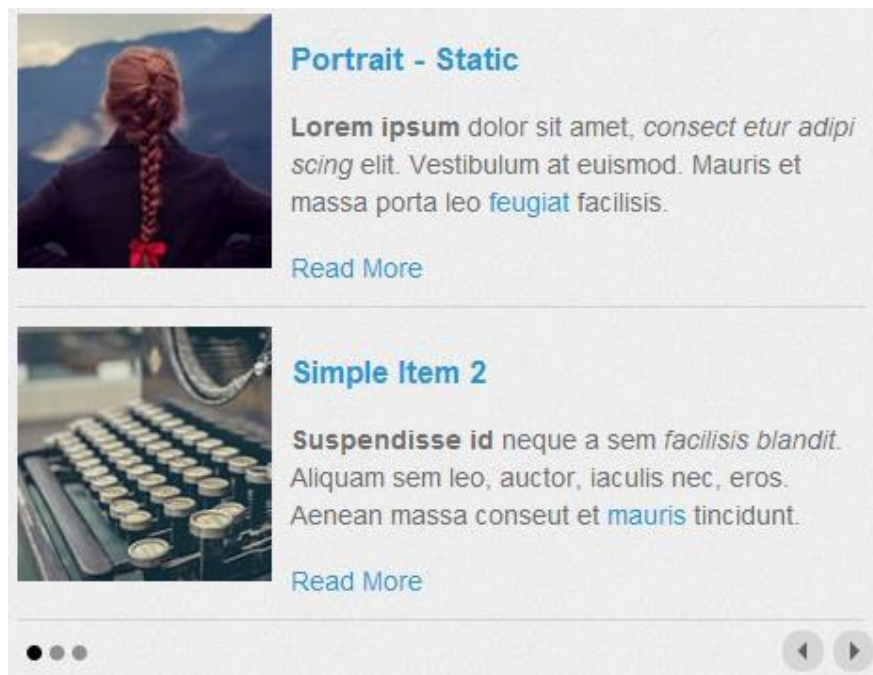 Portrait - Static
Lorem ipsum dolor sit amet, consect etur adipi
scing elit. Vestibulum at euismod. Mauris et
massa porta leo feugiat facilisis.
Read More
Simple Item 2
Suspendisse id neque a sem facilisis blandit.
Aliquam sem leo, auctor, iaculis nec, eros.
Aenean massa conseut et mauris tincidunt.
Read More